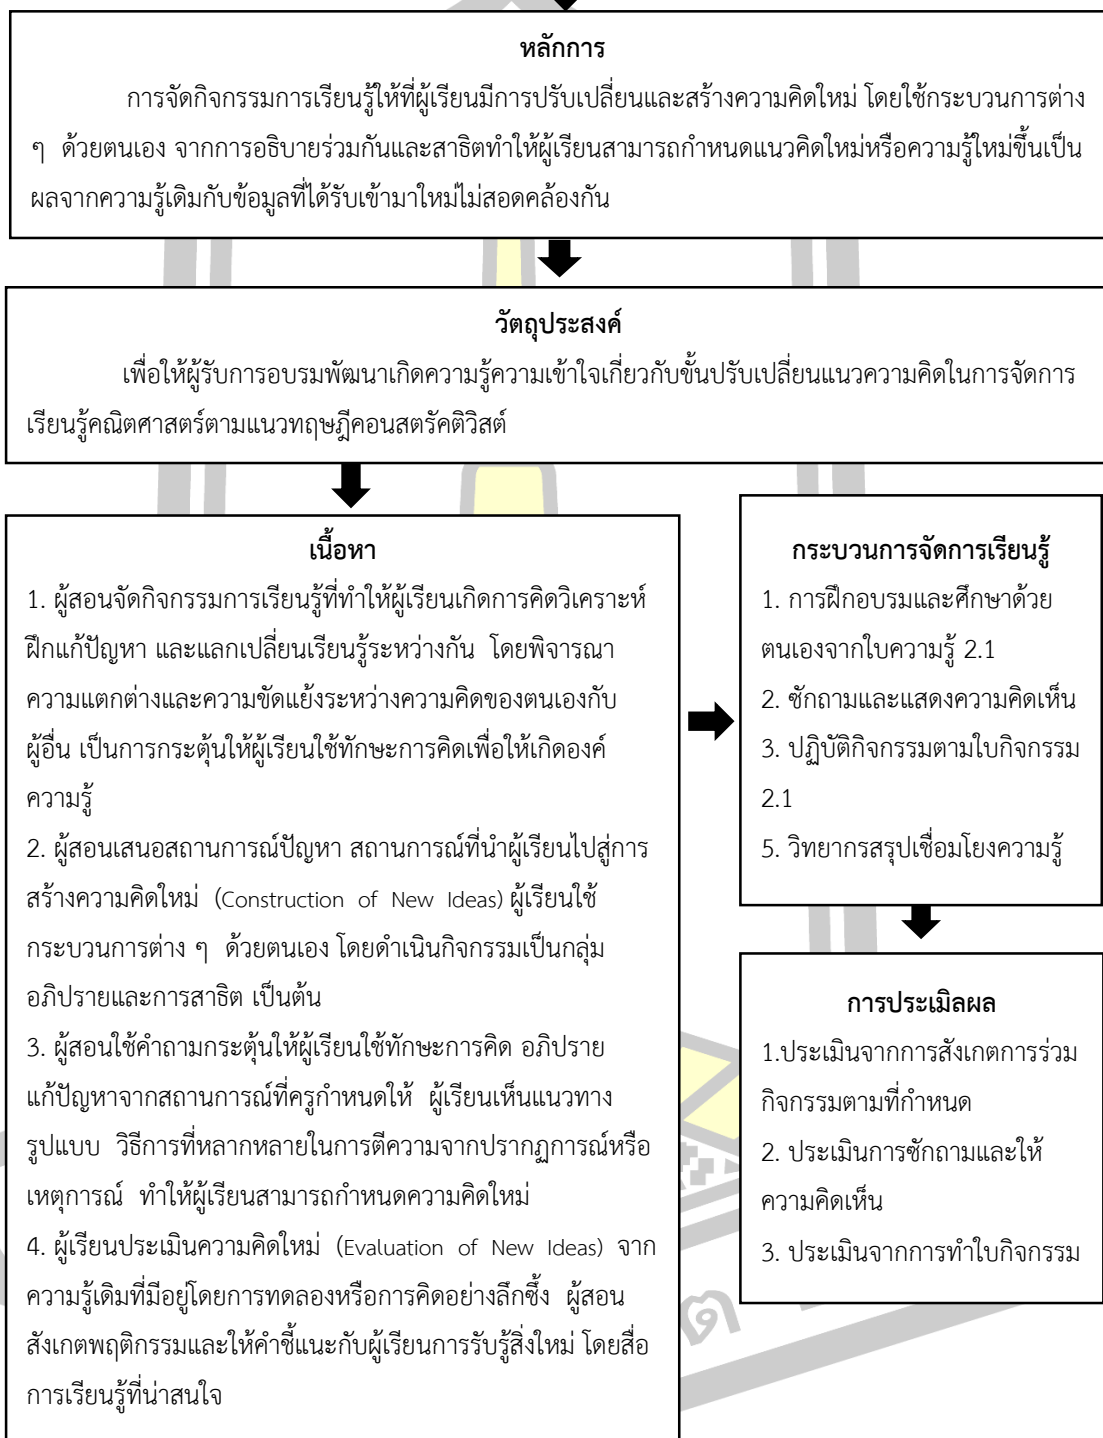 หลักการ
การจัดกิจกรรมการเรียนรู้ให้ที่ผู้เรียนมีการปรับเปลี่ยนและสร้างความคิดใหม่ โดยใช้กระบวนการต่าง
ๆ ด้วยตนเอง จากการอธิบายร่วมกันและสาธิตทำให้ผู้เรียนสามารถกำหนดแนวคิดใหม่หรือความรู้ใหม่ขึ้นเป็น
ผลจากความรู้เดิมกับข้อมูลที่ได้รับเข้ามาใหม่ไม่สอดคล้องกัน
วัตถุประสงค์
เพื่อให้ผู้รับการอบรมพัฒนาเกิดความรู้ความเข้าใจเกี่ยวกับขั้นปรับเปลี่ยนแนวความคิดในการจัดการ
เรียนรู้คณิตศาสตร์ตามแนวทฤษฎีคอนสตรัคติวิสต์
เนื้อหา
1. ผู้สอนจัดกิจกรรมการเรียนรู้ที่ทำให้ผู้เรียนเกิดการคิดวิเคราะห์
ฝึกแก้ปัญหา และแลกเปลี่ยนเรียนรู้ระหว่างกัน โดยพิจารณา
ความแตกต่างและความขัดแย้งระหว่างความคิดของตนเองกับ
ผู้อื่น เป็นการกระตุ้นให้ผู้เรียนใช้ทักษะการคิดเพื่อให้เกิดองค์
ความรู้
2. ผู้สอนเสนอสถานการณ์ปัญหา สถานการณ์ที่นำผู้เรียนไปสู่การ
สร้างความคิดใหม่ (Construction of New Ideas) ผู้เรียนใช้
กระบวนการต่าง ๆ ด้วยตนเอง โดยดำเนินกิจกรรมเป็นกลุ่ม
อภิปรายและการสาธิต เป็นต้น
3. ผู้สอนใช้คำถามกระตุ้นให้ผู้เรียนใช้ทักษะการคิด อภิปราย
แก้ปัญหาจากสถานการณ์ที่ครูกำหนดให้ ผู้เรียนเห็นแนวทาง
รูปแบบ วิธีการที่หลากหลายในการตีความจากปรากฏการณ์หรือ
เหตุการณ์ ทำให้ผู้เรียนสามารถกำหนดความคิดใหม่
4. ผู้เรียนประเมินความคิดใหม่ (Evaluation of New Ideas) จาก
ความรู้เดิมที่มีอยู่โดยการทดลองหรือการคิดอย่างลึกซึ้ง ผู้สอน
สังเกตพฤติกรรมและให้คำชี้แนะกับผู้เรียนการรับรู้สิ่งใหม่ โดยสื่อ
การเรียนรู้ที่น่าสนใจ
กระบวนการจัดการเรียนรู้
1. การฝึกอบรมและศึกษาด้วย
ตนเองจากใบความรู้ 2.1
2. ซักถามและแสดงความคิดเห็น
3. ปฏิบัติกิจกรรมตามใบกิจกรรม
2.1
5. วิทยากรสรุปเชื่อมโยงความรู้
การประเมิลผล
1.ประเมินจากการสังเกตการร่วม
กิจกรรมตามที่กำหนด
2. ประเมินการซักถามและให้
ความคิดเห็น
3. ประเมินจากการทำใบกิจกรรม